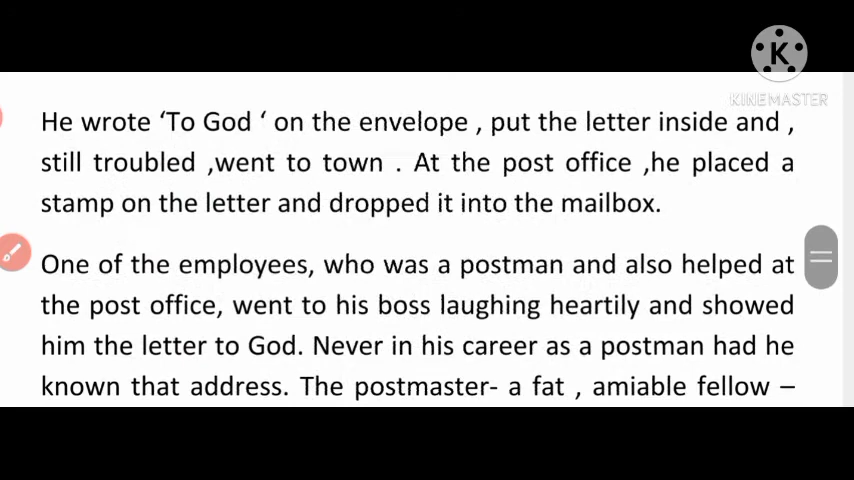 K
KINEMASTER
He wrote ‘To God ‘ on the envelope , put the letter inside and ,
still troubled ,went to town . At the post office ,he placed a
stamp on the letter and dropped it into the mailbox.
One of the employees, who was a postman and also helped at
the post office, went to his boss laughing heartily and showed
him the letter to God. Never in his career as a postman had he
known that address. The postmaster- a fat , amiable fellow –